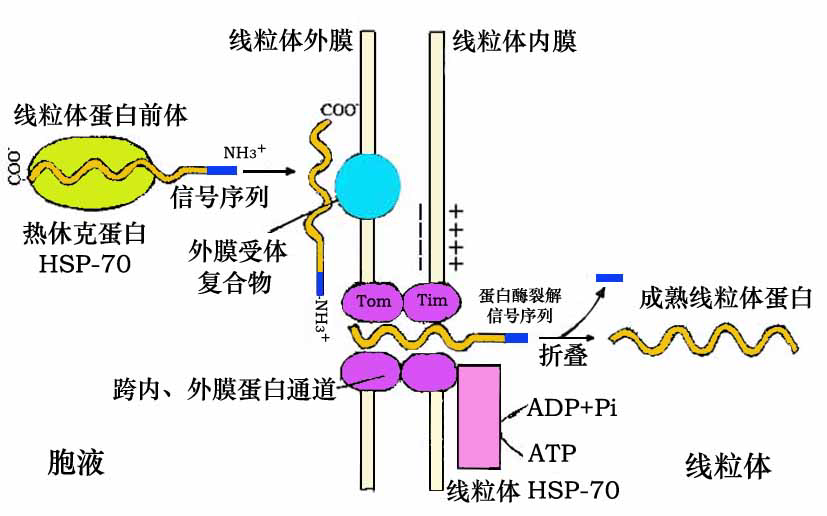 线粒体外膜
线粒体内膜
线粒体蛋白前体
COO-
NH3+
信号序列
热休克蛋白
HSP-70
COO-
外膜受体
复合物
-NH3+
Tom
Tim
----
++++
蛋白酶裂解
信号序列
折叠
成熟线粒体蛋白
跨内、外膜蛋白通道
ADP+Pi
ATP
胞液
线粒体 HSP-70
线粒体